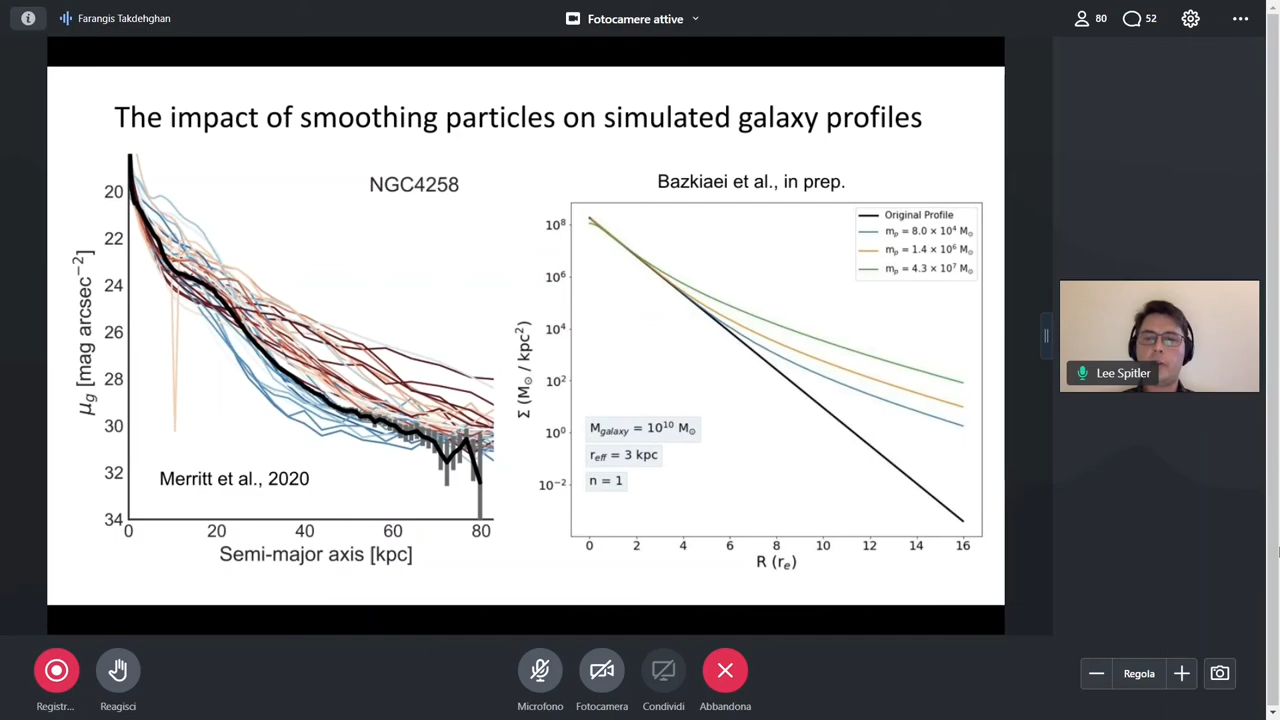 Farangis Takdehghan
Fotocamere attive
80
52
The impact of smoothing particles on simulated galaxy profiles
NGC4258
20
22
24
26
28
30
32
34
μg [mag arcsec⁻²]
Merritt et al., 2020
0
20
40
60
80
Semi-major axis [kpc]
Bazkiaei et al., in prep.
Original Profile
mp = 8.0 × 10⁴ M⊙
mp = 1.4 × 10⁶ M⊙
mp = 4.3 × 10⁷ M⊙
10⁸
10⁶
10⁴
10²
10⁰
10⁻²
Σ (M⊙ / kpc²)
Mgalaxy = 10¹⁰ M⊙
reff = 3 kpc
n = 1
0
2
4
6
8
10
12
14
16
R (re)
Lee Spitler
Registr...
Reagisci
Microfono
Fotocamera
Condividi
Abbandona
Regola